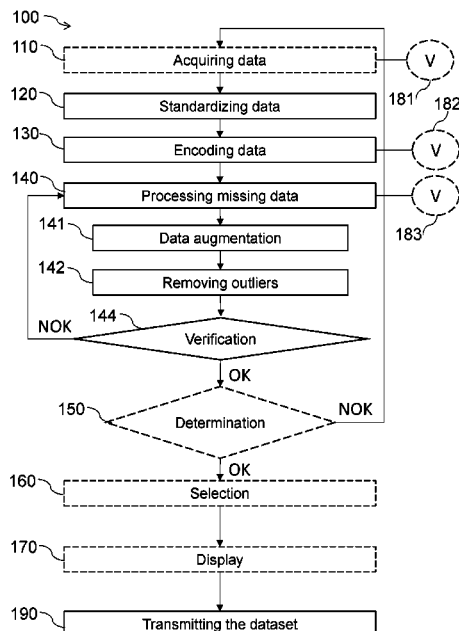 100
110
Acquiring data
V
181
120
Standardizing data
182
130
Encoding data
V
140
Processing missing data
V
183
141
Data augmentation
142
Removing outliers
144
NOK
Verification
OK
150
Determination
NOK
OK
160
Selection
170
Display
190
Transmitting the dataset